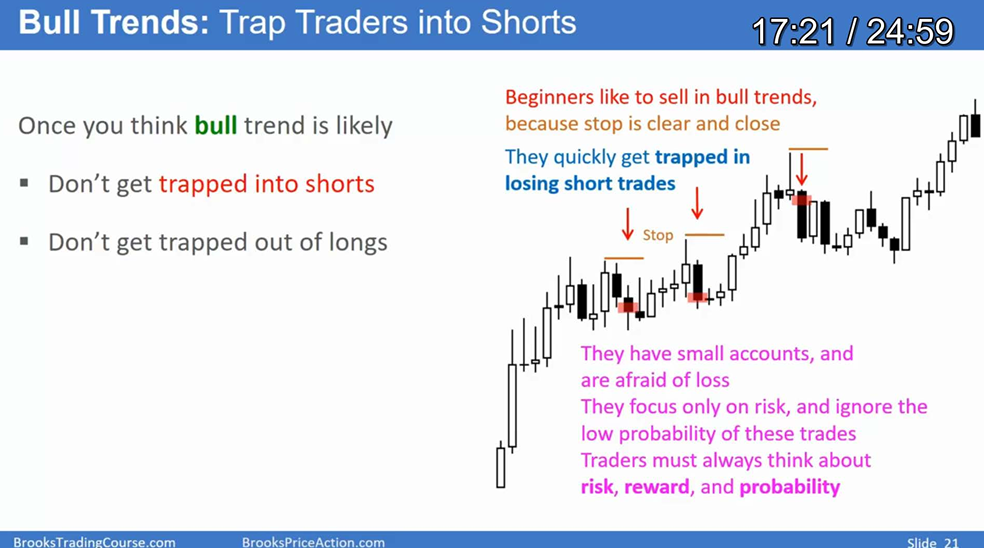 Bull Trends: Trap Traders into Shorts
17:21 / 24:59
Once you think bull trend is likely
▪ Don't get trapped into shorts
▪ Don't get trapped out of longs
Beginners like to sell in bull trends,
because stop is clear and close
They quickly get trapped in
losing short trades
Stop
They have small accounts, and
are afraid of loss
They focus only on risk, and ignore the
low probability of these trades
Traders must always think about
risk, reward, and probability
BrooksTradingCourse.com
BrooksPriceAction.com
Slide 21